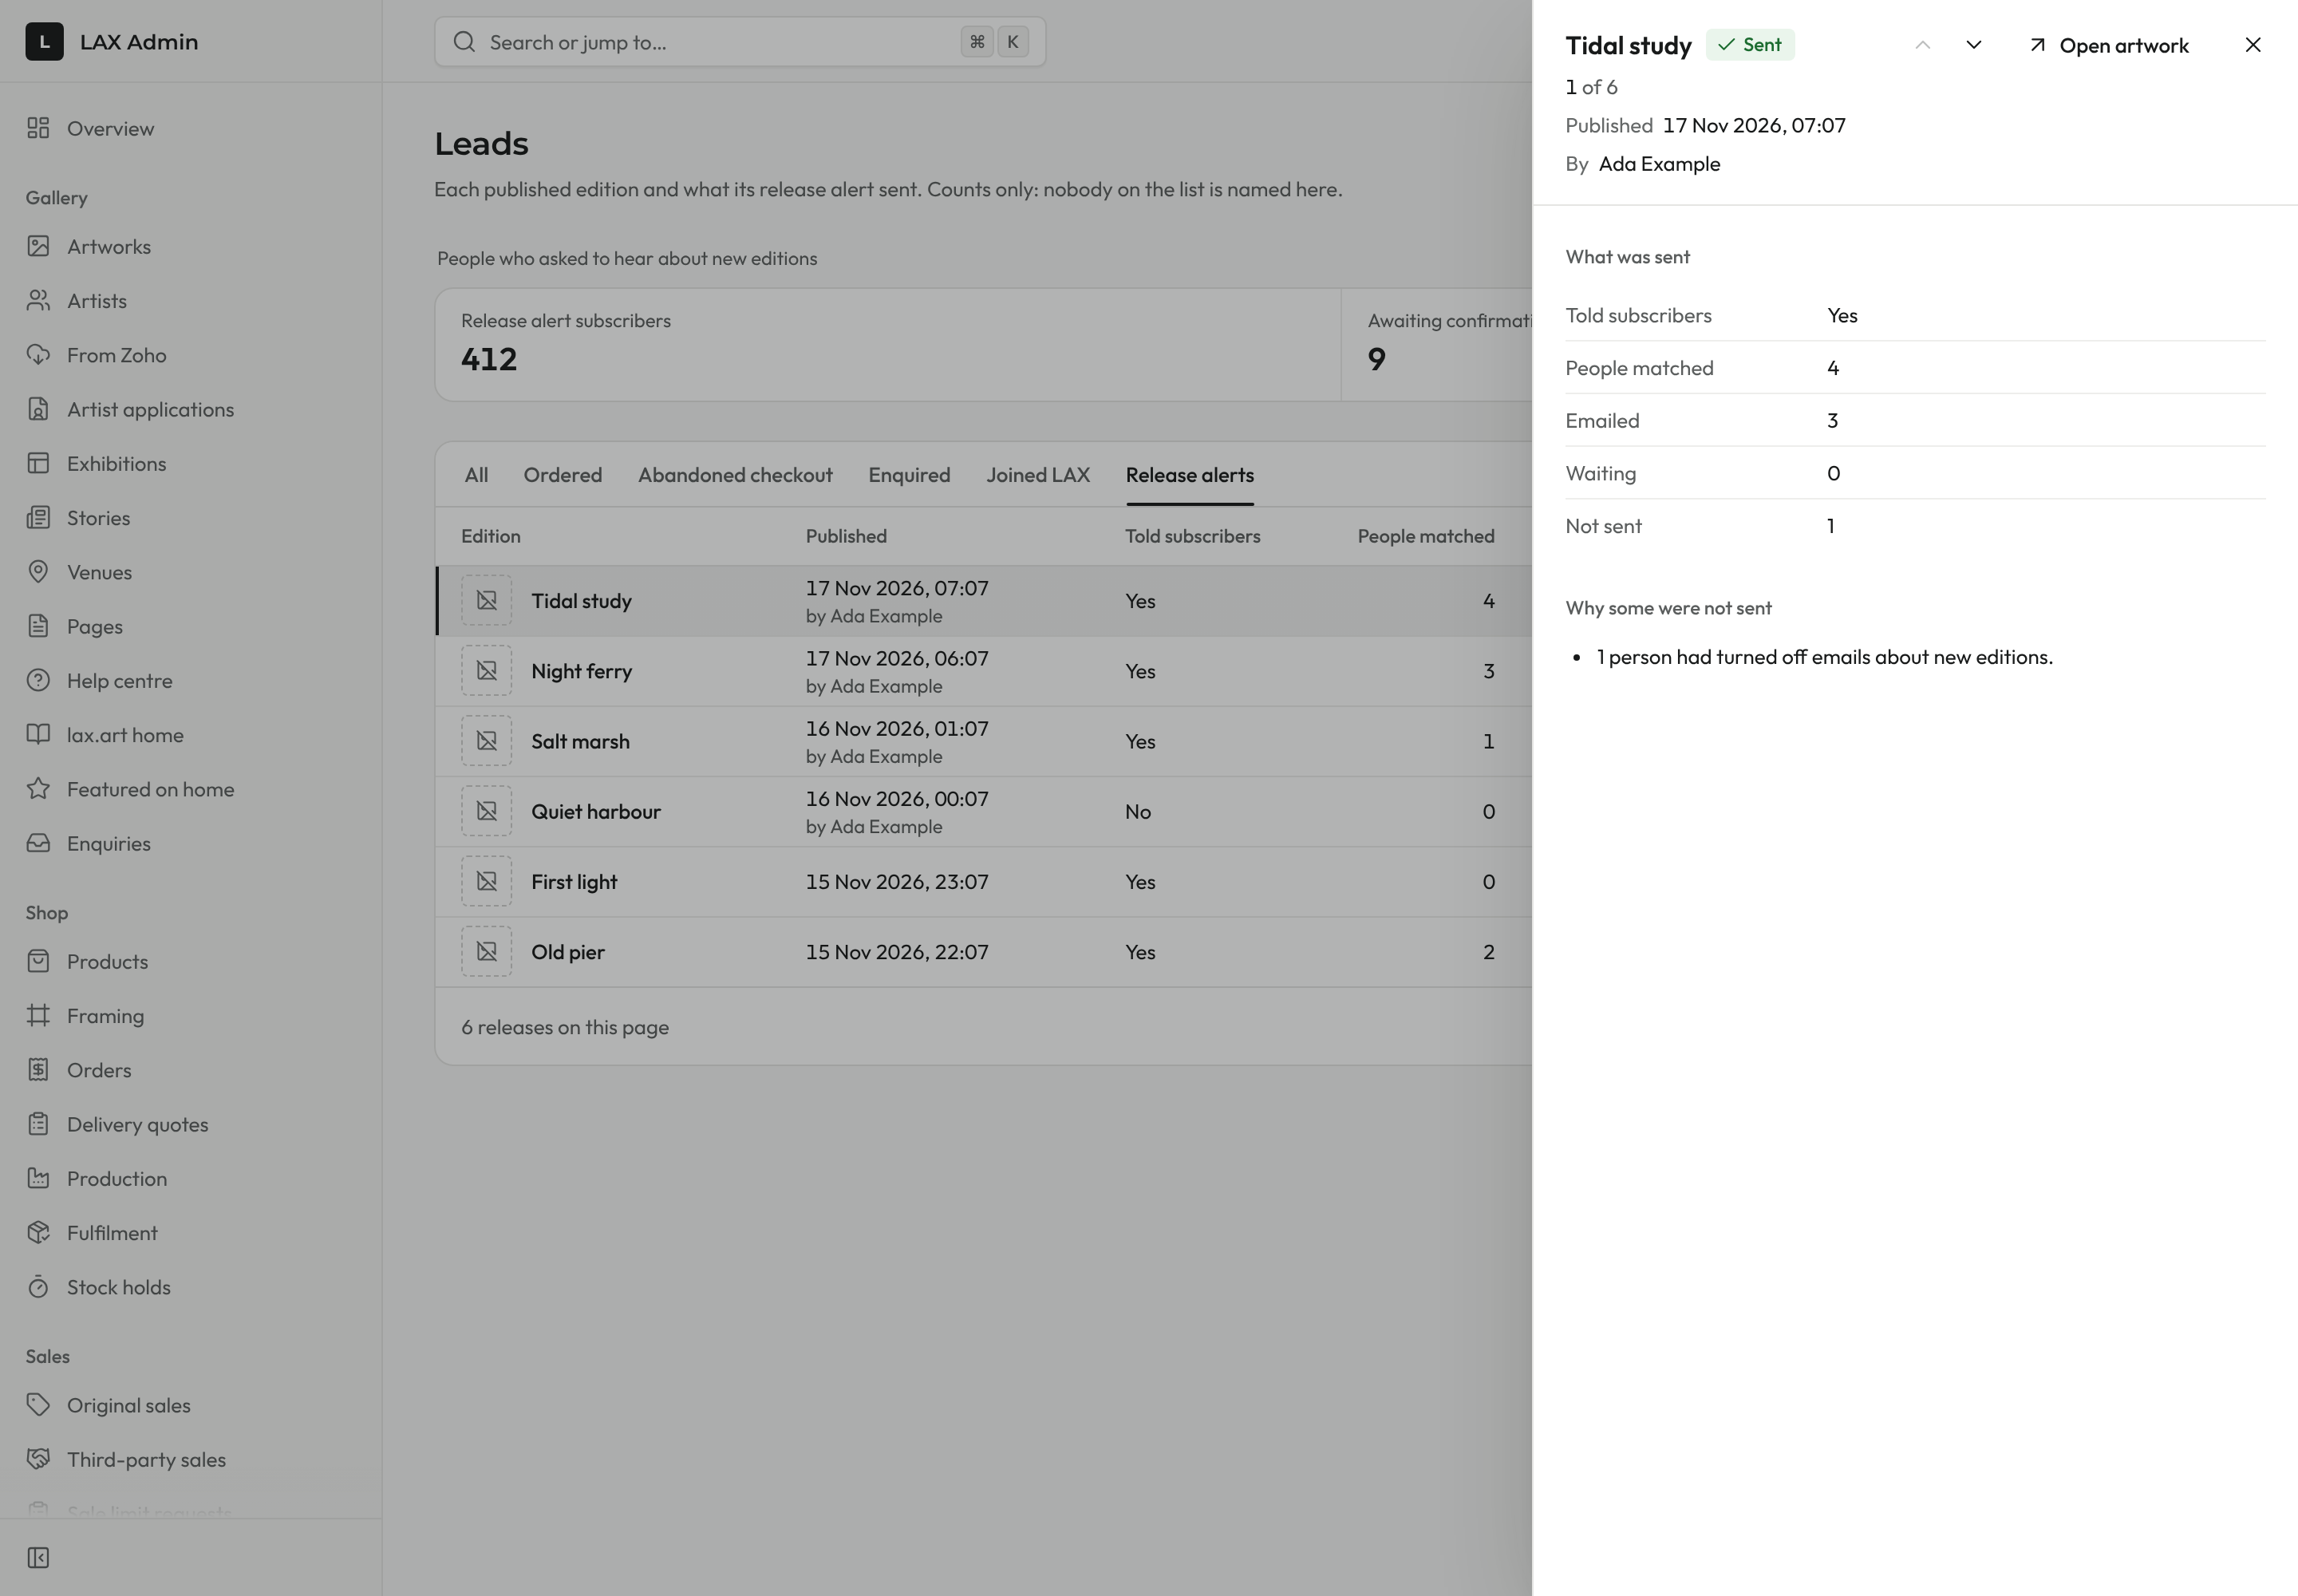 L LAX Admin
Search or jump to...
⌘ K
Overview
Gallery
Artworks
Artists
From Zoho
Artist applications
Exhibitions
Stories
Venues
Pages
Help centre
lax.art home
Featured on home
Enquiries
Shop
Products
Framing
Orders
Delivery quotes
Production
Fulfilment
Stock holds
Sales
Original sales
Third-party sales
Sale limit requests
Leads
Each published edition and what its release alert sent. Counts only: nobody on the list is named here.
People who asked to hear about new editions
Release alert subscribers
412
Awaiting confirmati
9
All Ordered Abandoned checkout Enquired Joined LAX Release alerts
Edition Published Told subscribers People matched
Tidal study 17 Nov 2026, 07:07 by Ada Example Yes 4
Night ferry 17 Nov 2026, 06:07 by Ada Example Yes 3
Salt marsh 16 Nov 2026, 01:07 by Ada Example Yes 1
Quiet harbour 16 Nov 2026, 00:07 by Ada Example No 0
First light 15 Nov 2026, 23:07 Yes 0
Old pier 15 Nov 2026, 22:07 Yes 2
6 releases on this page
Tidal study Sent Open artwork
1 of 6
Published 17 Nov 2026, 07:07
By Ada Example
What was sent
Told subscribers Yes
People matched 4
Emailed 3
Waiting 0
Not sent 1
Why some were not sent
• 1 person had turned off emails about new editions.